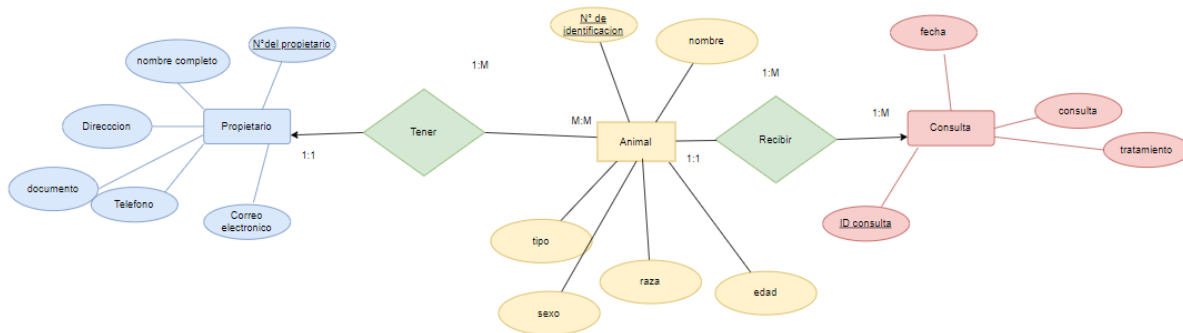 N° de
identificacion
nombre
fecha
N°del propietario
nombre completo
1:M
1:M
consulta
Direcccion
Propietario
Tener
M:M
Animal
Recibir
1:M
Consulta
tratamiento
1:1
1:1
documento
Telefono
Correo
electronico
ID consulta
tipo
raza
edad
sexo